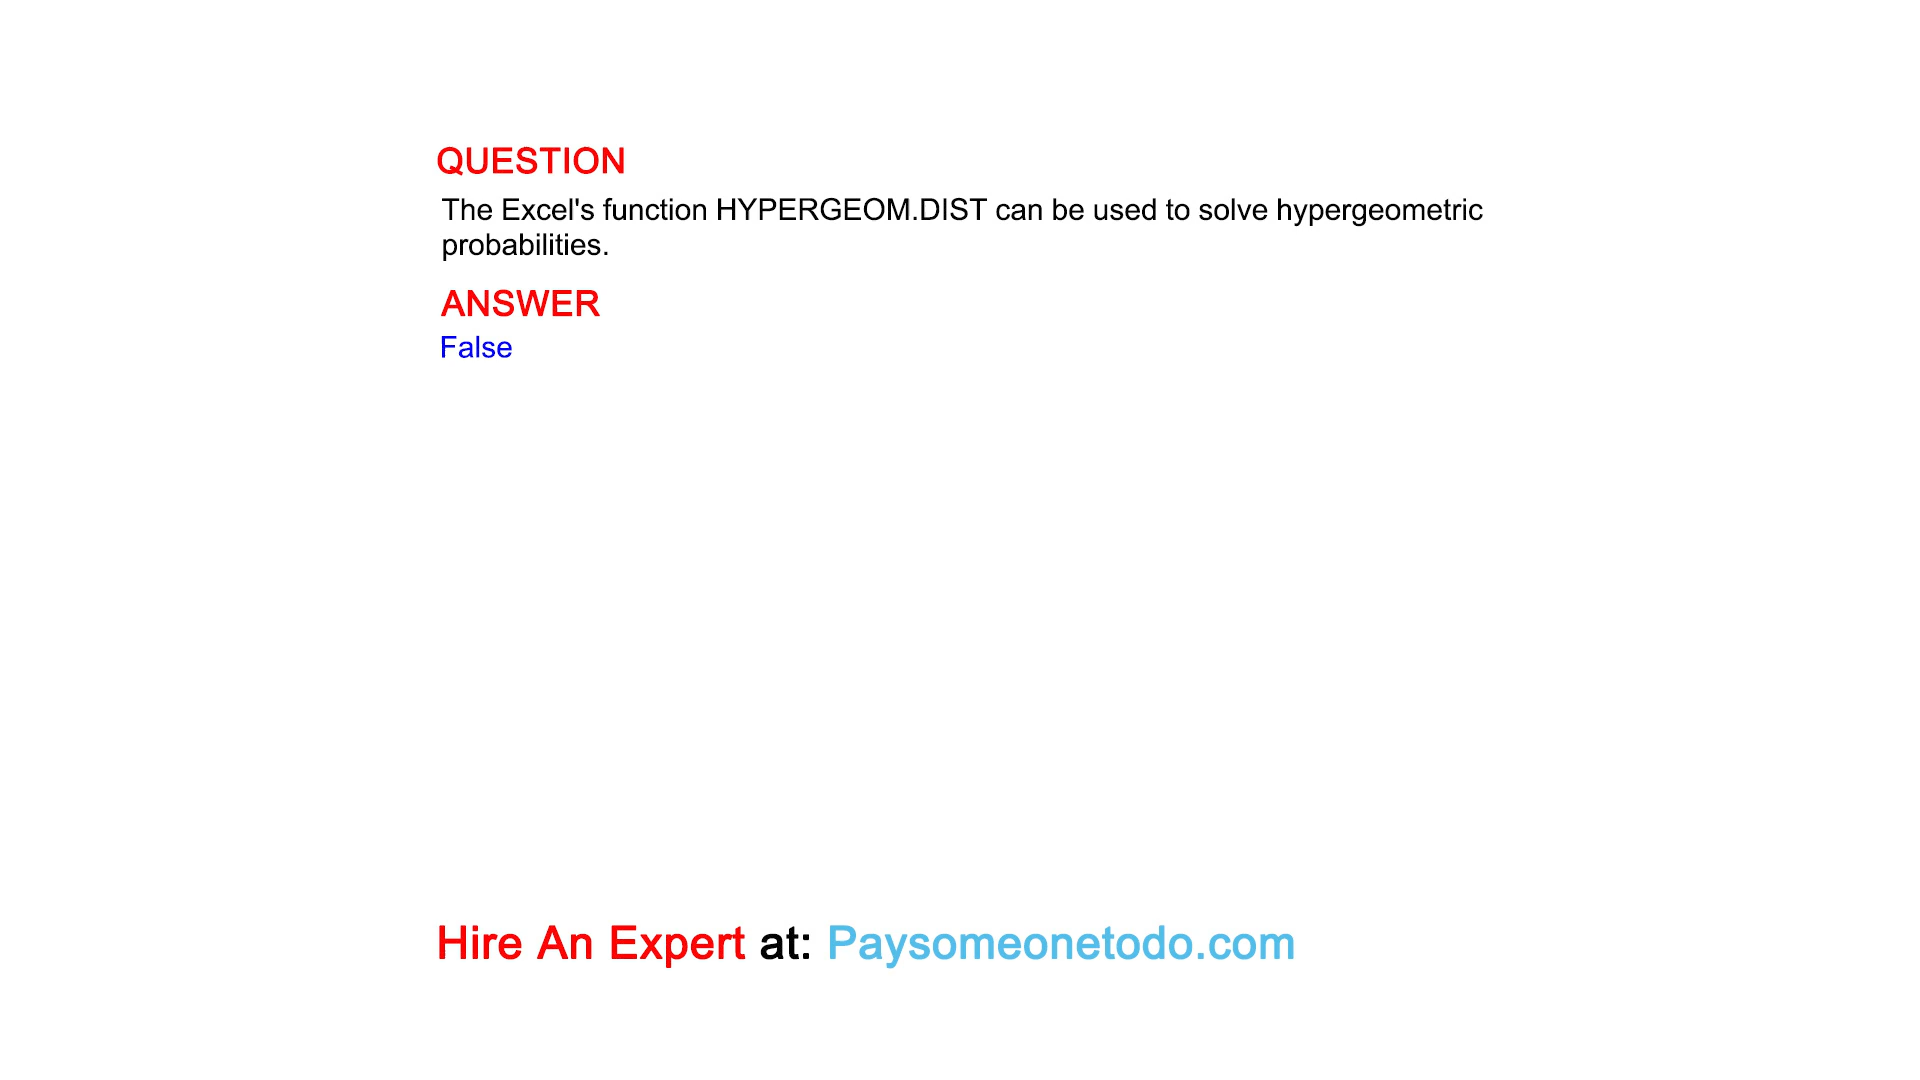 QUESTION
The Excel's function HYPERGEOM.DIST can be used to solve hypergeometric
probabilities.
ANSWER
False
Hire An Expert at: Paysomeonetodo.com